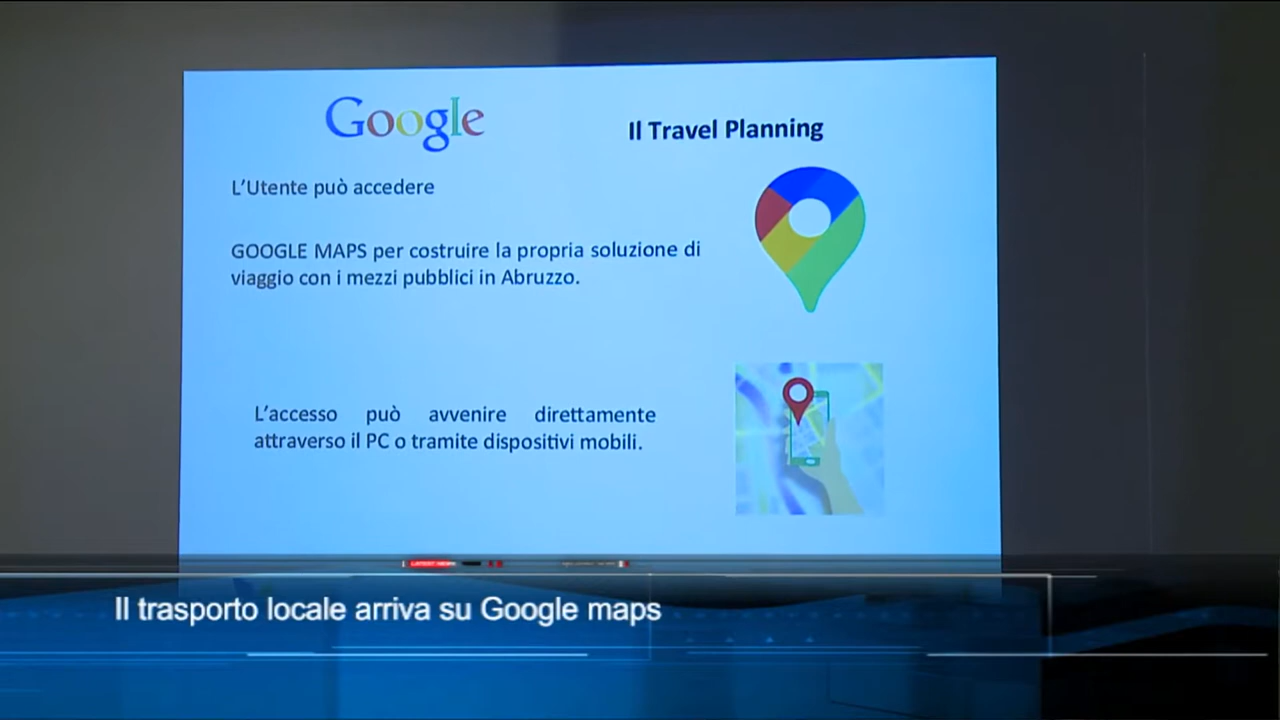 Google
Il Travel Planning
L'Utente può accedere
GOOGLE MAPS per costruire la propria soluzione di
viaggio con i mezzi pubblici in Abruzzo.
L'accesso può avvenire direttamente
attraverso il PC o tramite dispositivi mobili.
LATEST NEWS
Il trasporto locale arriva su Google maps